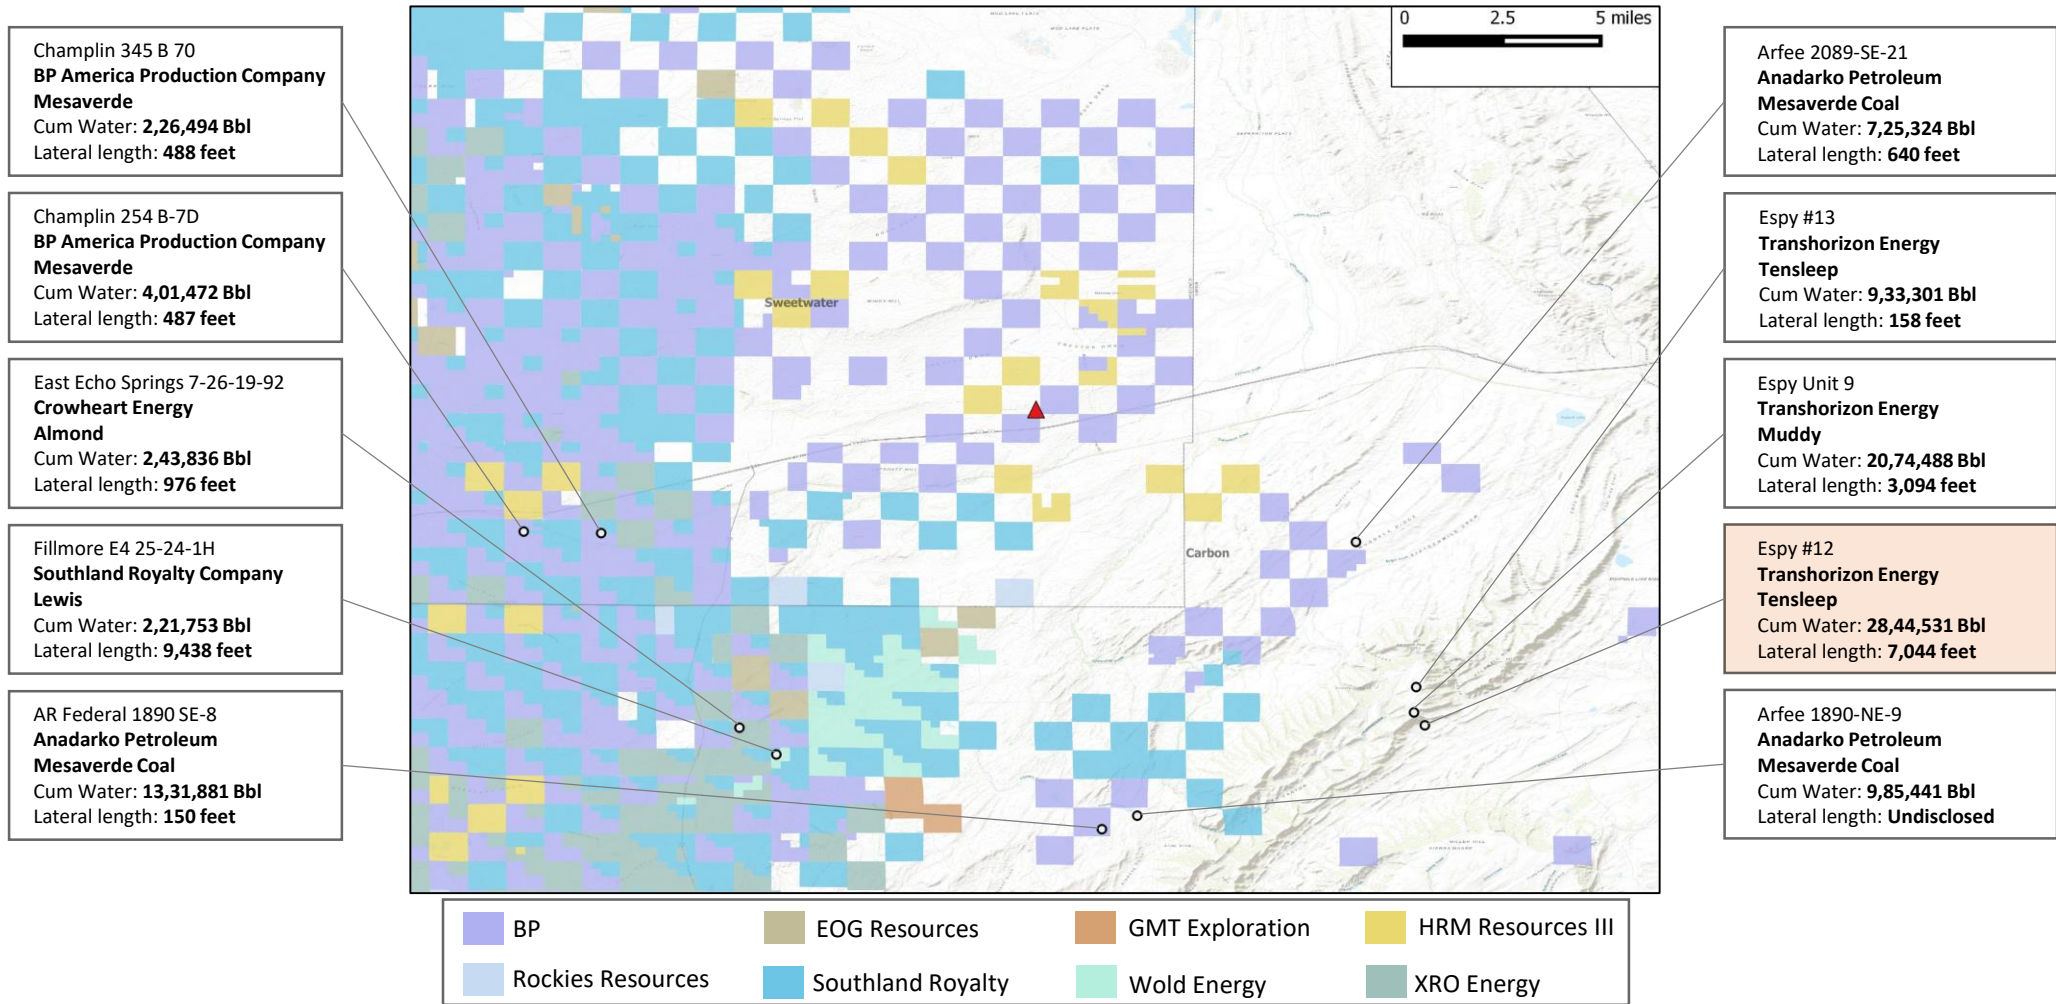 Champlin 345 B 70
BP America Production Company
Mesaverde
Cum Water: 2,26,494 Bbl
Lateral length: 488 feet
Champlin 254 B-7D
BP America Production Company
Mesaverde
Cum Water: 4,01,472 Bbl
Lateral length: 487 feet
East Echo Springs 7-26-19-92
Crowheart Energy
Almond
Cum Water: 2,43,836 Bbl
Lateral length: 976 feet
Fillmore E4 25-24-1H
Southland Royalty Company
Lewis
Cum Water: 2,21,753 Bbl
Lateral length: 9,438 feet
AR Federal 1890 SE-8
Anadarko Petroleum
Mesaverde Coal
Cum Water: 13,31,881 Bbl
Lateral length: 150 feet
0 2.5 5 miles
Sweetwater
Carbon
Arfee 2089-SE-21
Anadarko Petroleum
Mesaverde Coal
Cum Water: 7,25,324 Bbl
Lateral length: 640 feet
Espy #13
Transhorizon Energy
Tensleep
Cum Water: 9,33,301 Bbl
Lateral length: 158 feet
Espy Unit 9
Transhorizon Energy
Muddy
Cum Water: 20,74,488 Bbl
Lateral length: 3,094 feet
Espy #12
Transhorizon Energy
Tensleep
Cum Water: 28,44,531 Bbl
Lateral length: 7,044 feet
Arfee 1890-NE-9
Anadarko Petroleum
Mesaverde Coal
Cum Water: 9,85,441 Bbl
Lateral length: Undisclosed
BP EOG Resources GMT Exploration HRM Resources III
Rockies Resources Southland Royalty Wold Energy XRO Energy